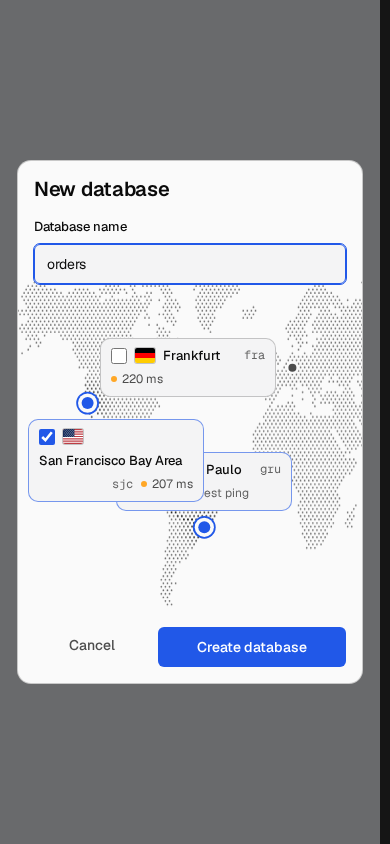 New database
Database name
orders
Frankfurt fra
220 ms
San Francisco Bay Area
sjc 207 ms
Paulo gru
ping
Cancel
Create database